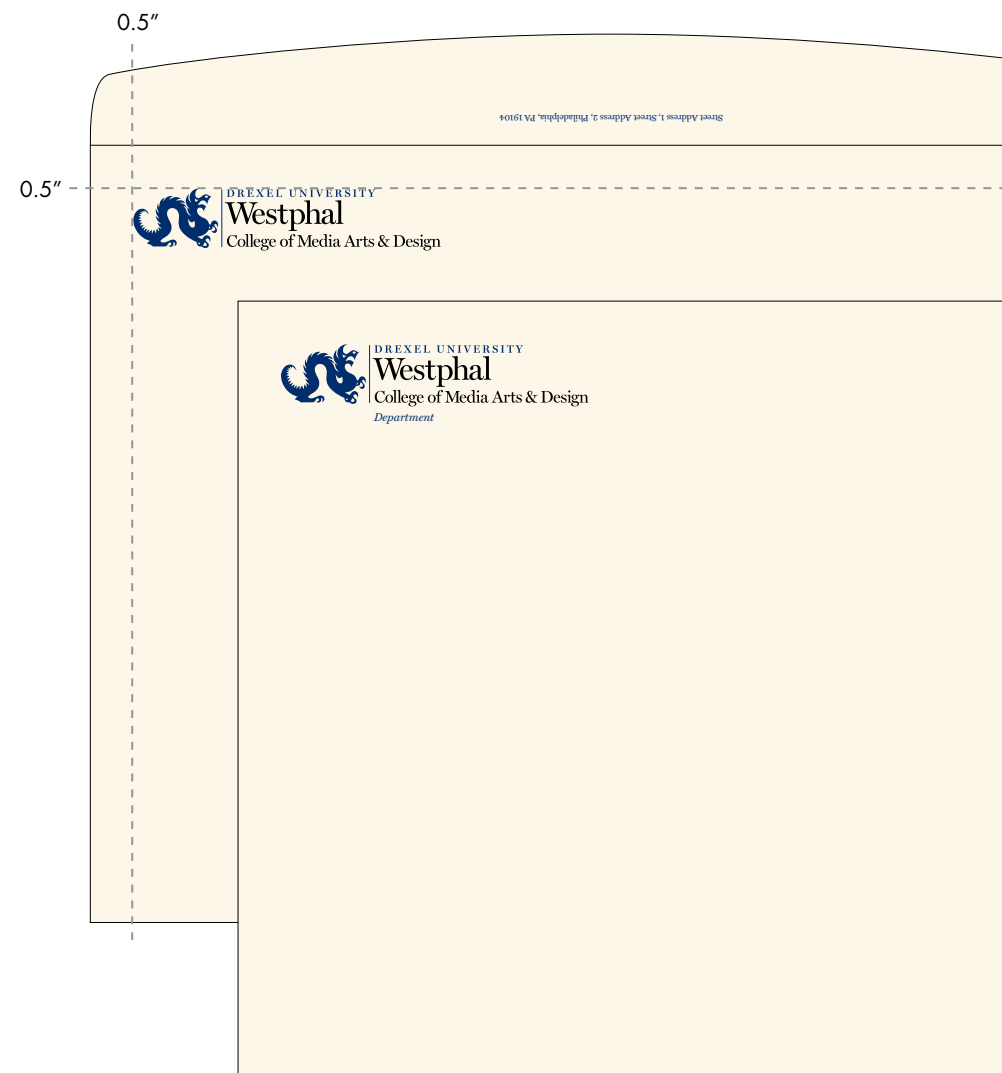 0.5″
Street Address 1, Street Address 2, Philadelphia, PA 19104
0.5″
DREXEL UNIVERSITY
Westphal
College of Media Arts & Design
DREXEL UNIVERSITY
Westphal
College of Media Arts & Design
Department